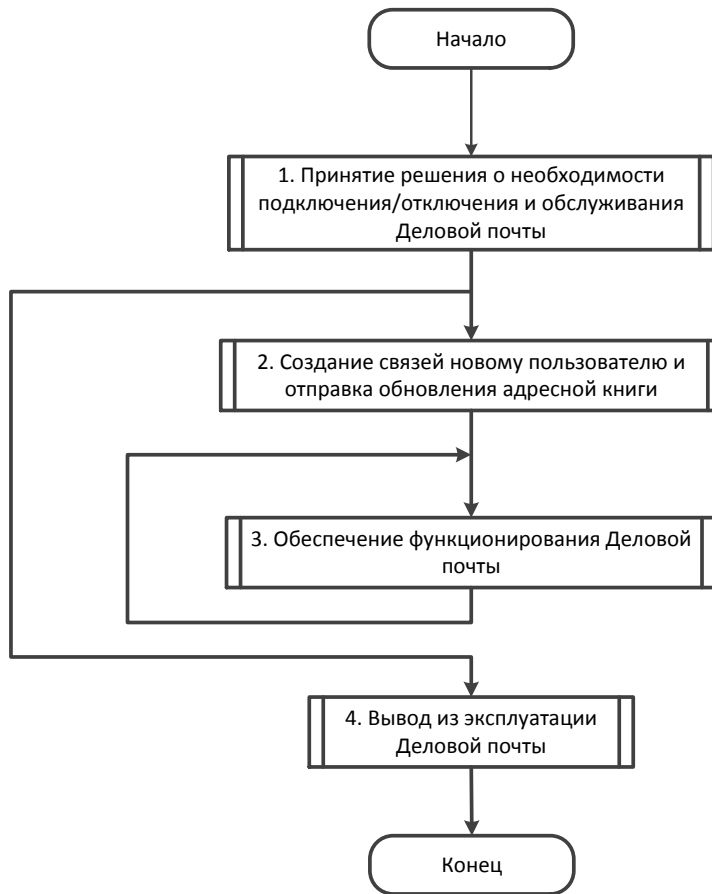 Начало
1. Принятие решения о необходимости
подключения/отключения и обслуживания
Деловой почты
2. Создание связей новому пользователю и
отправка обновления адресной книги
3. Обеспечение функционирования Деловой
почты
4. Вывод из эксплуатации
Деловой почты
Конец